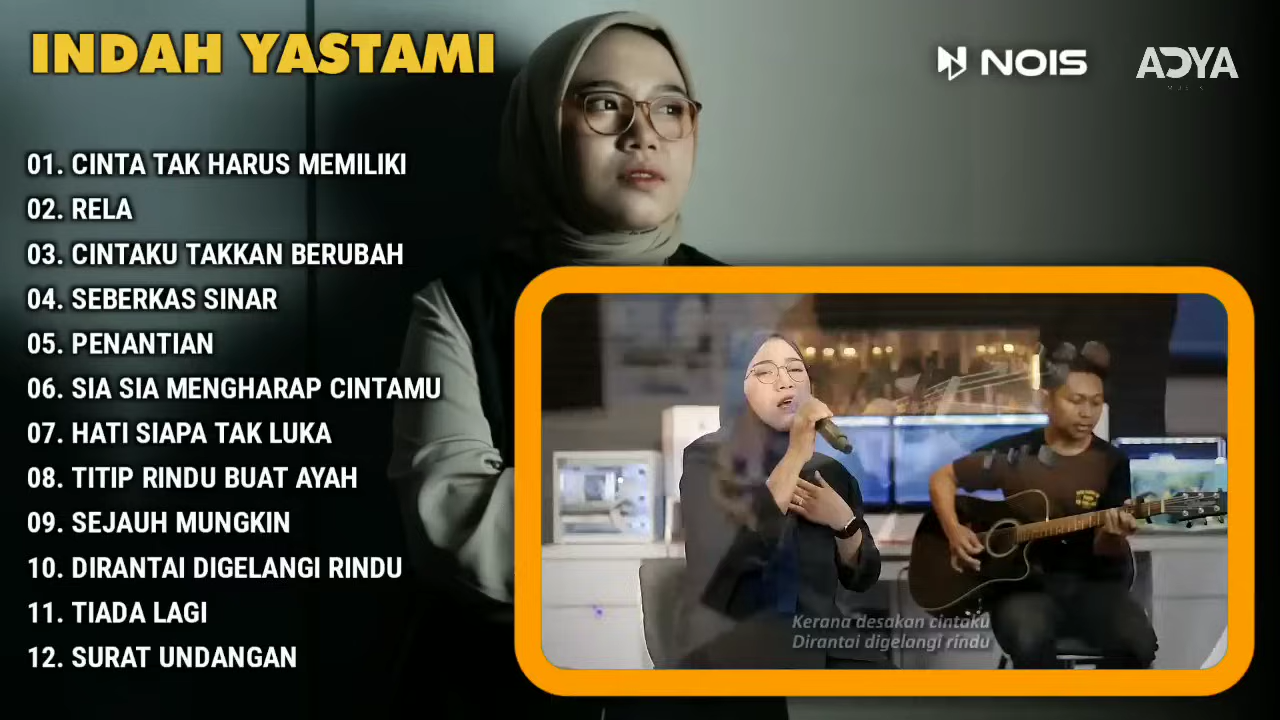 INDAH YASTAMI
NOIS
ADYA
01. CINTA TAK HARUS MEMILIKI
02. RELA
03. CINTAKU TAKKAN BERUBAH
04. SEBERKAS SINAR
05. PENANTIAN
06. SIA SIA MENGHARAP CINTAMU
07. HATI SIAPA TAK LUKA
08. TITIP RINDU BUAT AYAH
09. SEJAUH MUNGKIN
10. DIRANTAI DIGELANGI RINDU
11. TIADA LAGI
12. SURAT UNDANGAN
Kerana desakan cintaku
Dirantai digelangi rindu